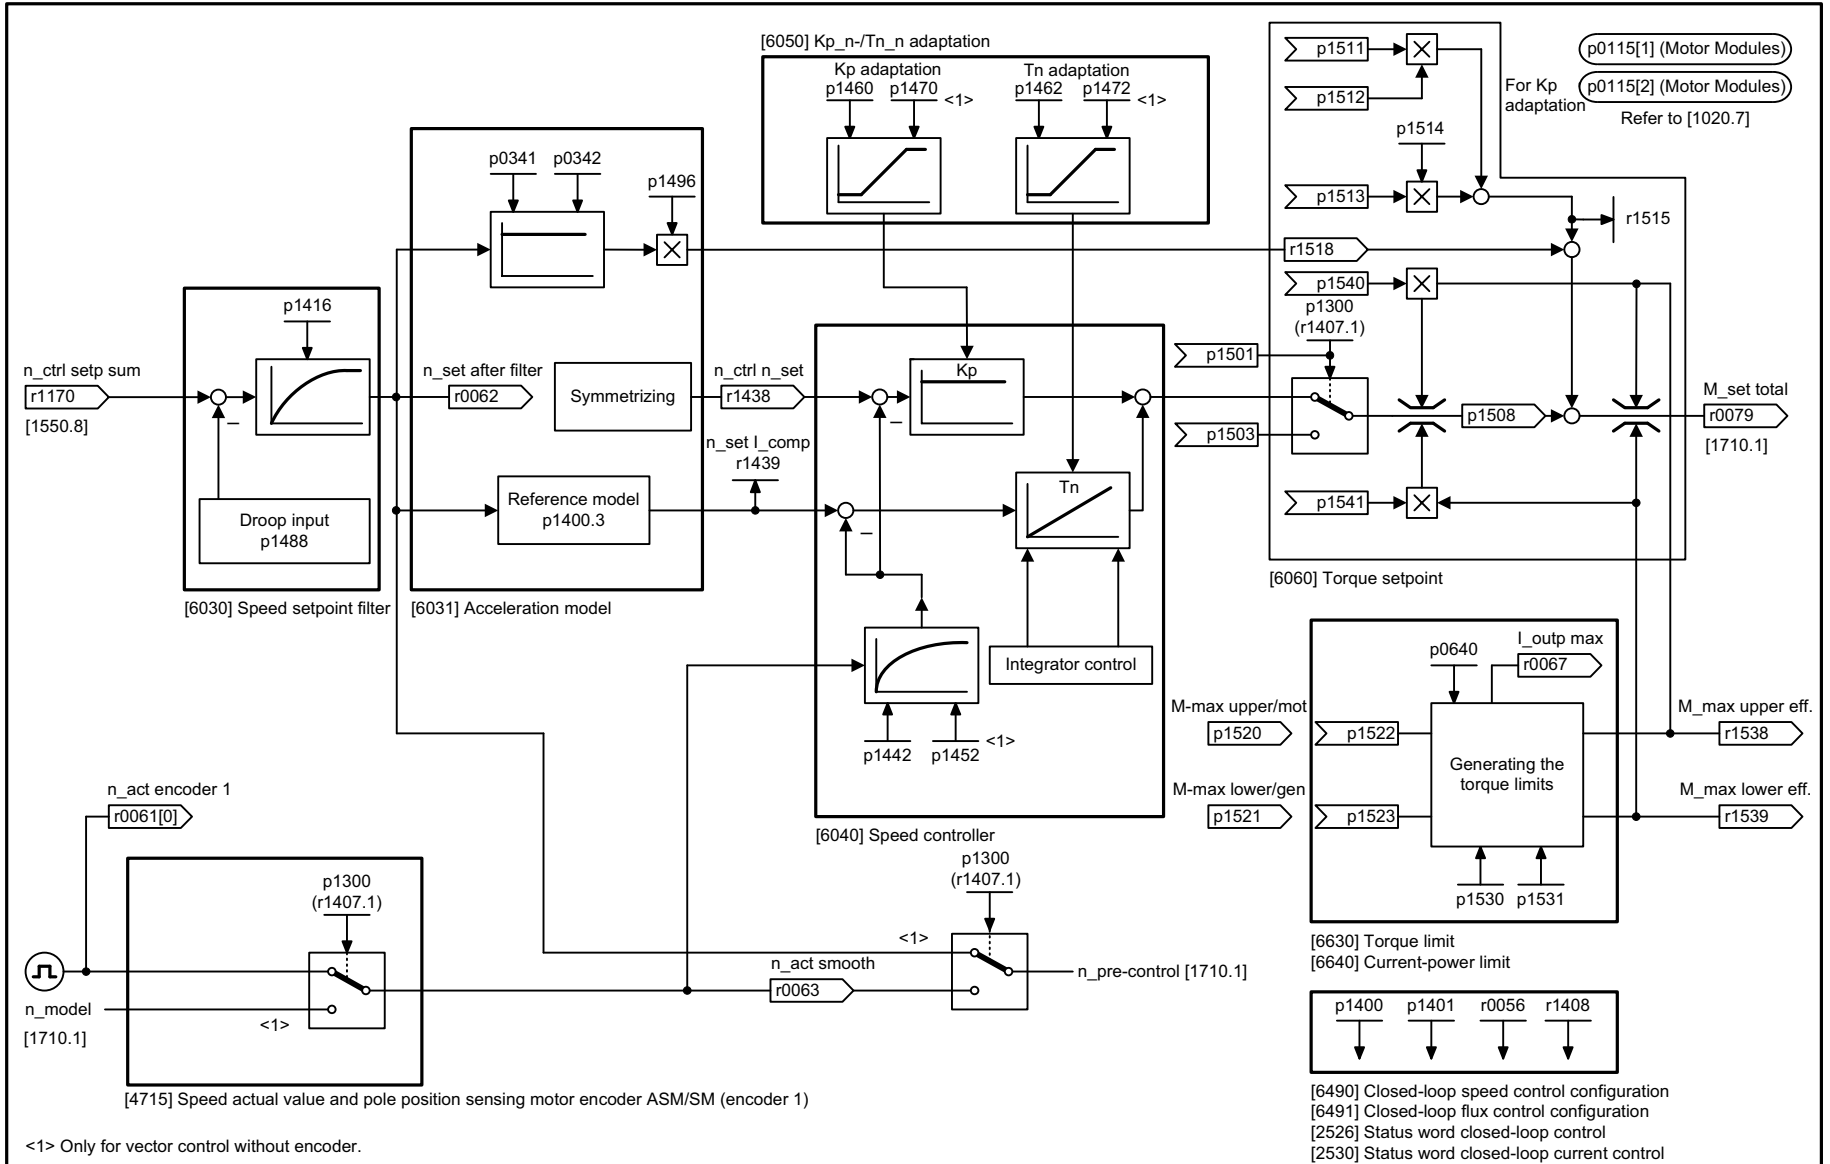 [6050] Kp_n-/Tn_n adaptation
Kp adaptation
p1460
p1470
<1>
Tn adaptation
p1462
p1472
<1>
p1511
p1512
For Kp
adaptation
p0115[1] (Motor Modules)
p0115[2] (Motor Modules)
Refer to [1020.7]
p1514
p1513
r1515
p0341
p0342
p1496
r1518
p1540
p1300
(r1407.1)
p1501
p1503
p1508
M_set total
r0079
[1710.1]
p1541
[6060] Torque setpoint
n_ctrl setp sum
r1170
[1550.8]
p1416
–
Droop input
p1488
[6030] Speed setpoint filter
n_set after filter
r0062
Symmetrizing
n_ctrl n_set
r1438
n_set I_comp
r1439
Reference model
p1400.3
[6031] Acceleration model
–
Kp
–
Tn
Integrator control
p1442
p1452
<1>
[6040] Speed controller
p0640
I_outp max
r0067
M-max upper/mot
p1520
p1522
M-max lower/gen
p1521
p1523
Generating the
torque limits
M_max upper eff.
r1538
M_max lower eff.
r1539
p1530
p1531
[6630] Torque limit
[6640] Current-power limit
n_act encoder 1
r0061[0]
p1300
(r1407.1)
n_model
[1710.1]
<1>
[4715] Speed actual value and pole position sensing motor encoder ASM/SM (encoder 1)
n_act smooth
r0063
<1>
p1300
(r1407.1)
n_pre-control [1710.1]
p1400
p1401
r0056
r1408
[6490] Closed-loop speed control configuration
[6491] Closed-loop flux control configuration
[2526] Status word closed-loop control
[2530] Status word closed-loop current control
<1> Only for vector control without encoder.